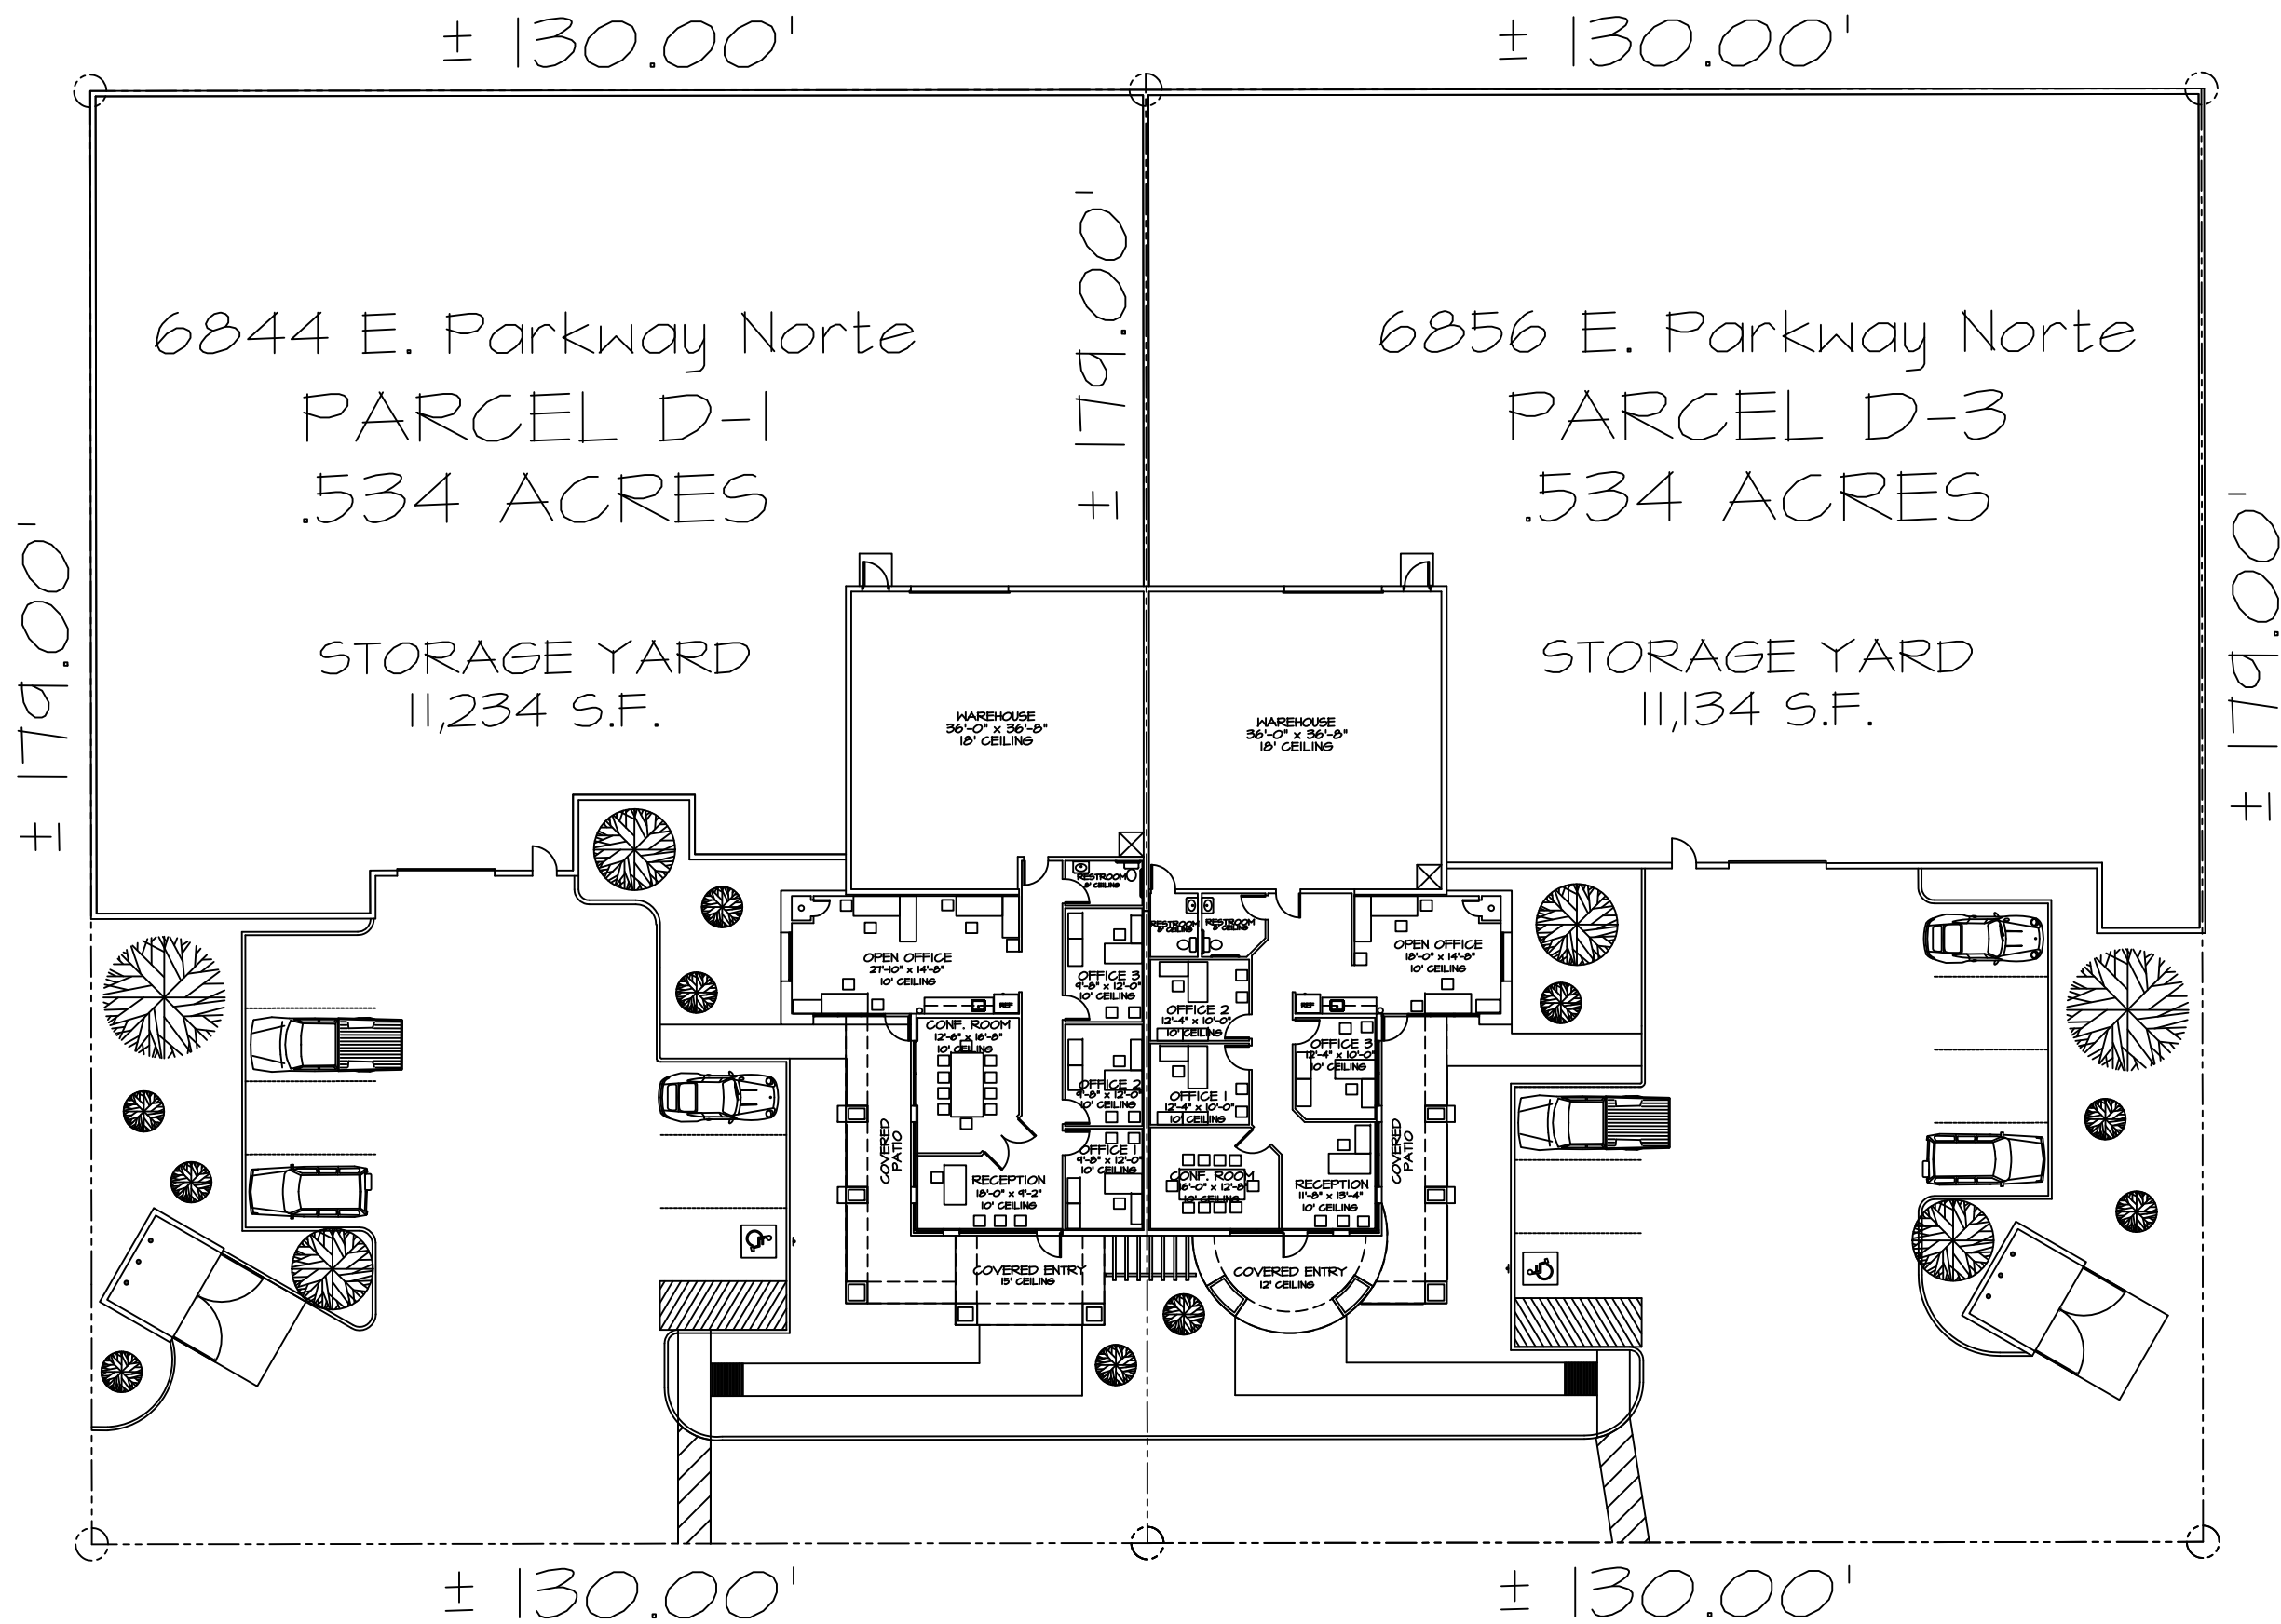 ± 130.00'
± 130.00'
6844 E. Parkway Norte
PARCEL D-1
.534 ACRES
STORAGE YARD
11,234 S.F.
± 179.00'
± 179.00'
6856 E. Parkway Norte
PARCEL D-3
.534 ACRES
STORAGE YARD
11,134 S.F.
± 179.00'
WAREHOUSE
36'-0" x 36'-8"
18' CEILING
WAREHOUSE
36'-0" x 36'-8"
18' CEILING
RESTROOM
8' CEILING
OPEN OFFICE
27'-10" x 14'-8"
10' CEILING
REF
OFFICE 3
9'-8" x 12'-0"
10' CEILING
CONF. ROOM
12'-6" x 16'-8"
10' CEILING
OFFICE 2
9'-8" x 12'-0"
10' CEILING
OFFICE 1
9'-8" x 12'-0"
10' CEILING
COVERED
PATIO
RECEPTION
18'-0" x 9'-2"
10' CEILING
COVERED ENTRY
15' CEILING
RESTROOM
8' CEILING
RESTROOM
8' CEILING
OPEN OFFICE
18'-0" x 14'-8"
10' CEILING
REF
OFFICE 2
12'-4" x 10'-0"
10' CEILING
OFFICE 3
12'-4" x 10'-0"
10' CEILING
OFFICE 1
12'-4" x 10'-0"
10' CEILING
CONF. ROOM
16'-0" x 12'-8"
10' CEILING
RECEPTION
11'-8" x 13'-4"
10' CEILING
COVERED
PATIO
COVERED ENTRY
12' CEILING
± 130.00'
± 130.00'